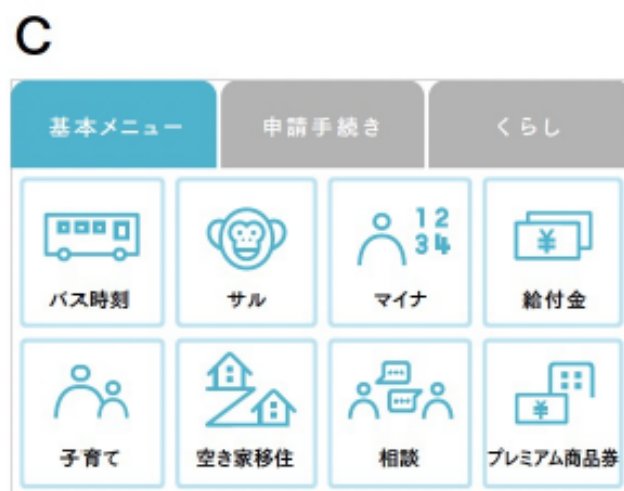 C
基本メニュー 申請手続き くらし
12
34
¥
バス時刻 サル マイナ 給付金
¥
子育て 空き家移住 相談 プレミアム商品券